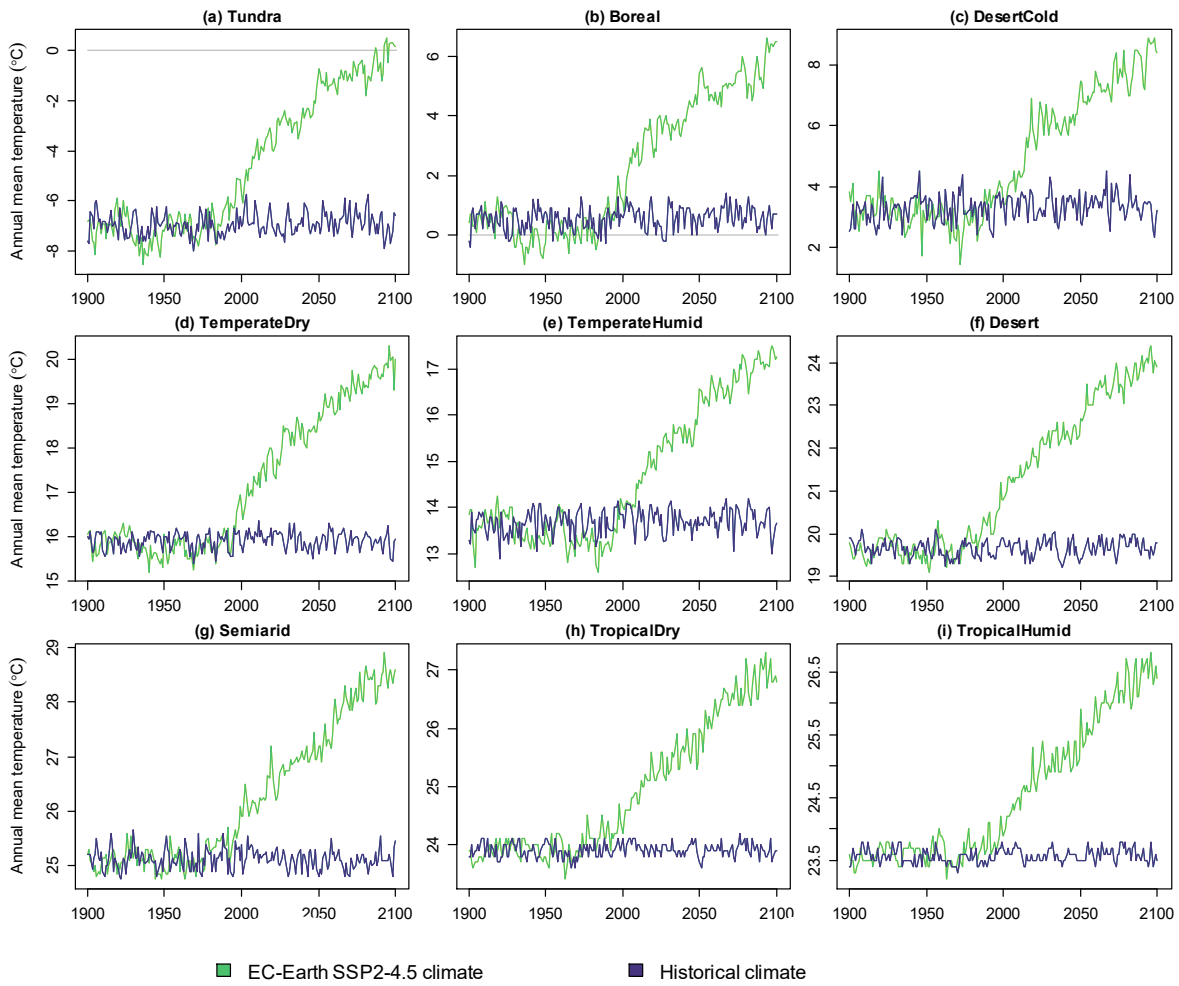 (a) Tundra (b) Boreal (c) DesertCold
Annual mean temperature (°C)
0
-2
-4
-6
-8
1900 1950 2000 2050 2100
6
4
2
0
1900 1950 2000 2050 2100
8
6
4
2
1900 1950 2000 2050 2100
(d) TemperateDry (e) TemperateHumid (f) Desert
Annual mean temperature (°C)
20
19
18
17
16
15
1900 1950 2000 2050 2100
17
16
15
14
13
1900 1950 2000 2050 2100
24
23
22
21
20
19
1900 1950 2000 2050 2100
(g) Semiarid (h) TropicalDry (i) TropicalHumid
Annual mean temperature (°C)
29
28
27
26
25
1900 1950 2000 2050 2100
27
26
25
24
1900 1950 2000 2050 2100
26.5
25.5
24.5
23.5
1900 1950 2000 2050 2100
EC-Earth SSP2-4.5 climate Historical climate